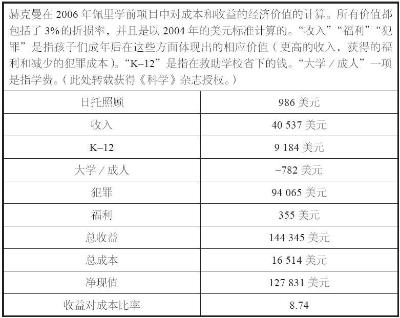 赫克曼在 2006 年佩里学前项目中对成本和收益的经济价值的计算。所有价值都
包括了 3% 的折损率，并且是以 2004 年的美元标准计算的。“收入”“福利”“犯
罪”是指孩子们成年后在这些方面体现出的相应价值（更高的收入，获得的福
利和减少的犯罪成本）。“K–12”是指在救助学校省下的钱。“大学／成人”一项
是指学费。（此处转载获得《科学》杂志授权。）
日托照顾 986 美元
收入 40 537 美元
K–12 9 184 美元
大学／成人 –782 美元
犯罪 94 065 美元
福利 355 美元
总收益 144 345 美元
总成本 16 514 美元
净现值 127 831 美元
收益对成本比率 8.74